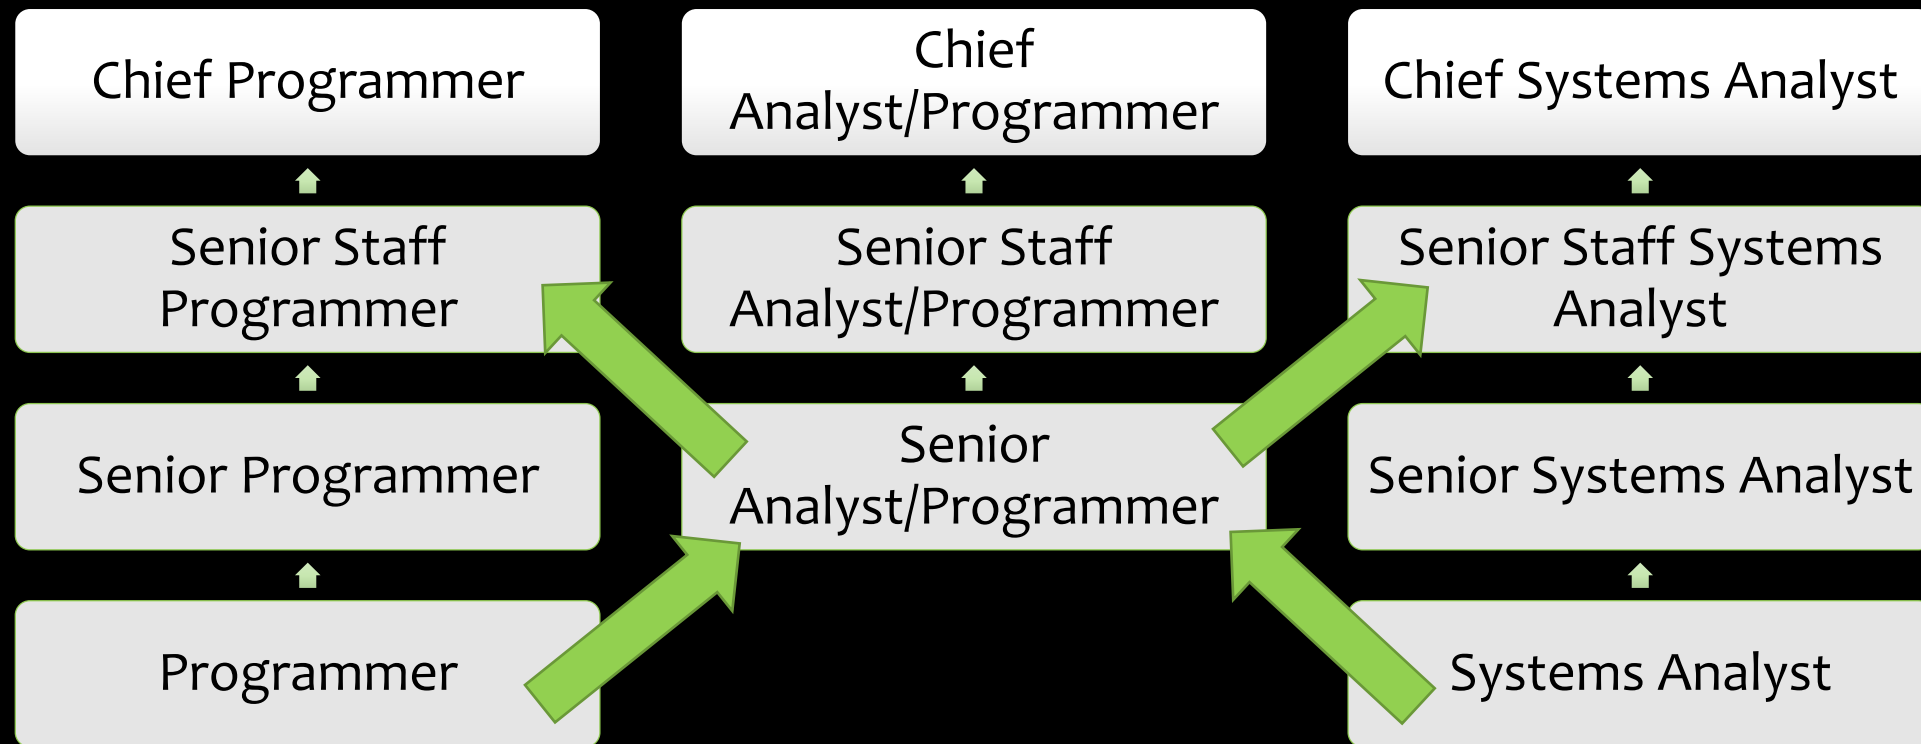 Chief Programmer
Chief
Analyst/Programmer
Chief Systems Analyst
Senior Staff
Programmer
Senior Staff
Analyst/Programmer
Senior Staff Systems
Analyst
Senior Programmer
Senior
Analyst/Programmer
Senior Systems Analyst
Programmer
Systems Analyst